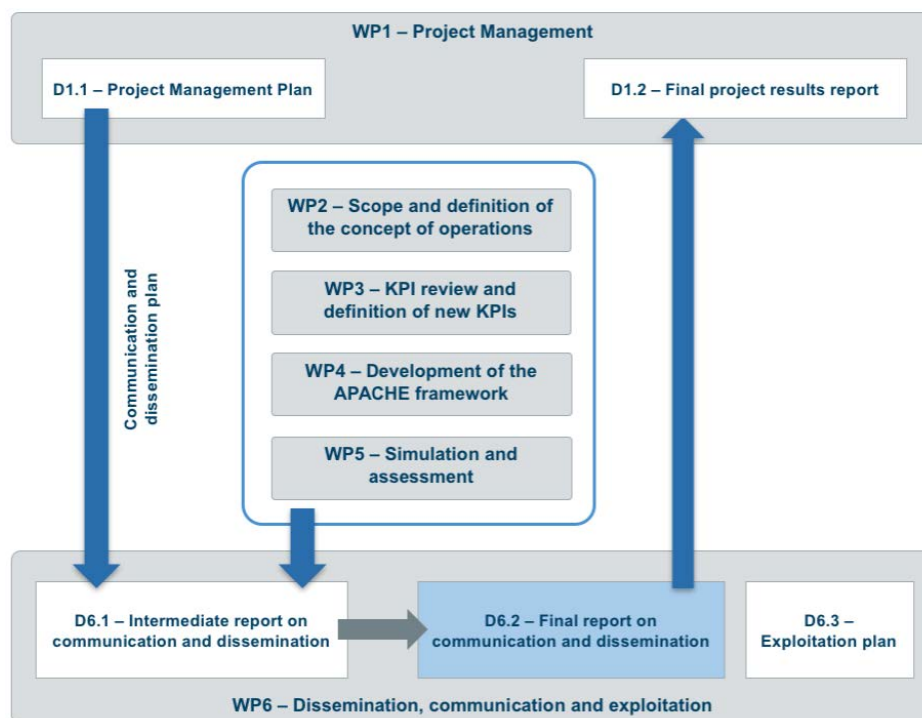 WP1 – Project Management
D1.1 – Project Management Plan
D1.2 – Final project results report
Communication and
dissemination plan
WP2 – Scope and definition of
the concept of operations
WP3 – KPI review and
definition of new KPIs
WP4 – Development of the
APACHE framework
WP5 – Simulation and
assessment
D6.1 – Intermediate report on
communication and dissemination
D6.2 – Final report on
communication and dissemination
D6.3 –
Exploitation plan
WP6 – Dissemination, communication and exploitation